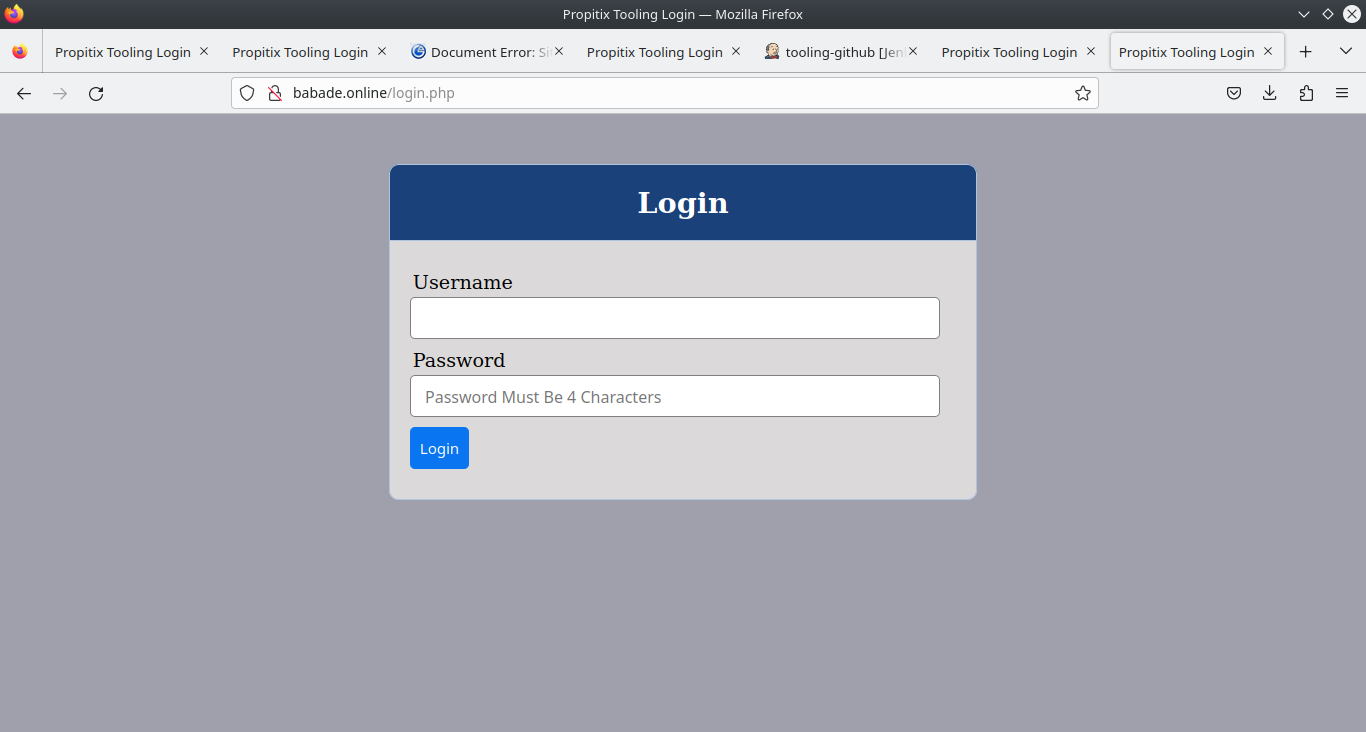 Propitix Tooling Login — Mozilla Firefox
Propitix Tooling Login
Propitix Tooling Login
Document Error: Sit
Propitix Tooling Login
tooling-github [Jen
Propitix Tooling Login
Propitix Tooling Login
babade.online/login.php
Login
Username
Password
Password Must Be 4 Characters
Login